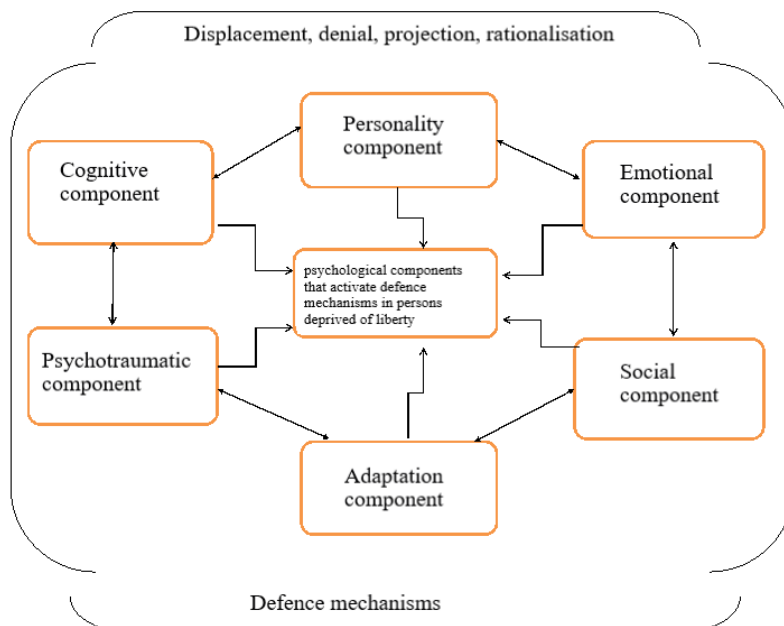 Displacement, denial, projection, rationalisation
Personality
component
Cognitive
component
Emotional
component
psychological components
that activate defence
mechanisms in persons
deprived of liberty
Psychotraumatic
component
Social
component
Adaptation
component
Defence mechanisms